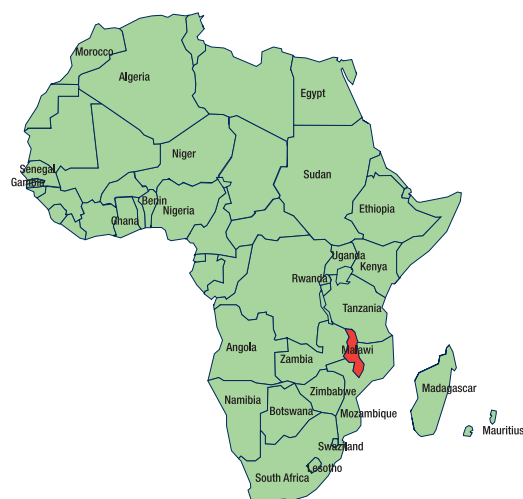 Morocco
Algeria
Egypt
Niger
Sudan
Senegal
Gambie
Benin
Ghana
Nigeria
Ethiopia
Uganda
Kenya
Rwanda
Tanzania
Angola
Malawi
Zambia
Madagascar
Zimbabwe
Namibia
Botswana
Mozambique
Mauritius
Swaziland
Lesotho
South Africa